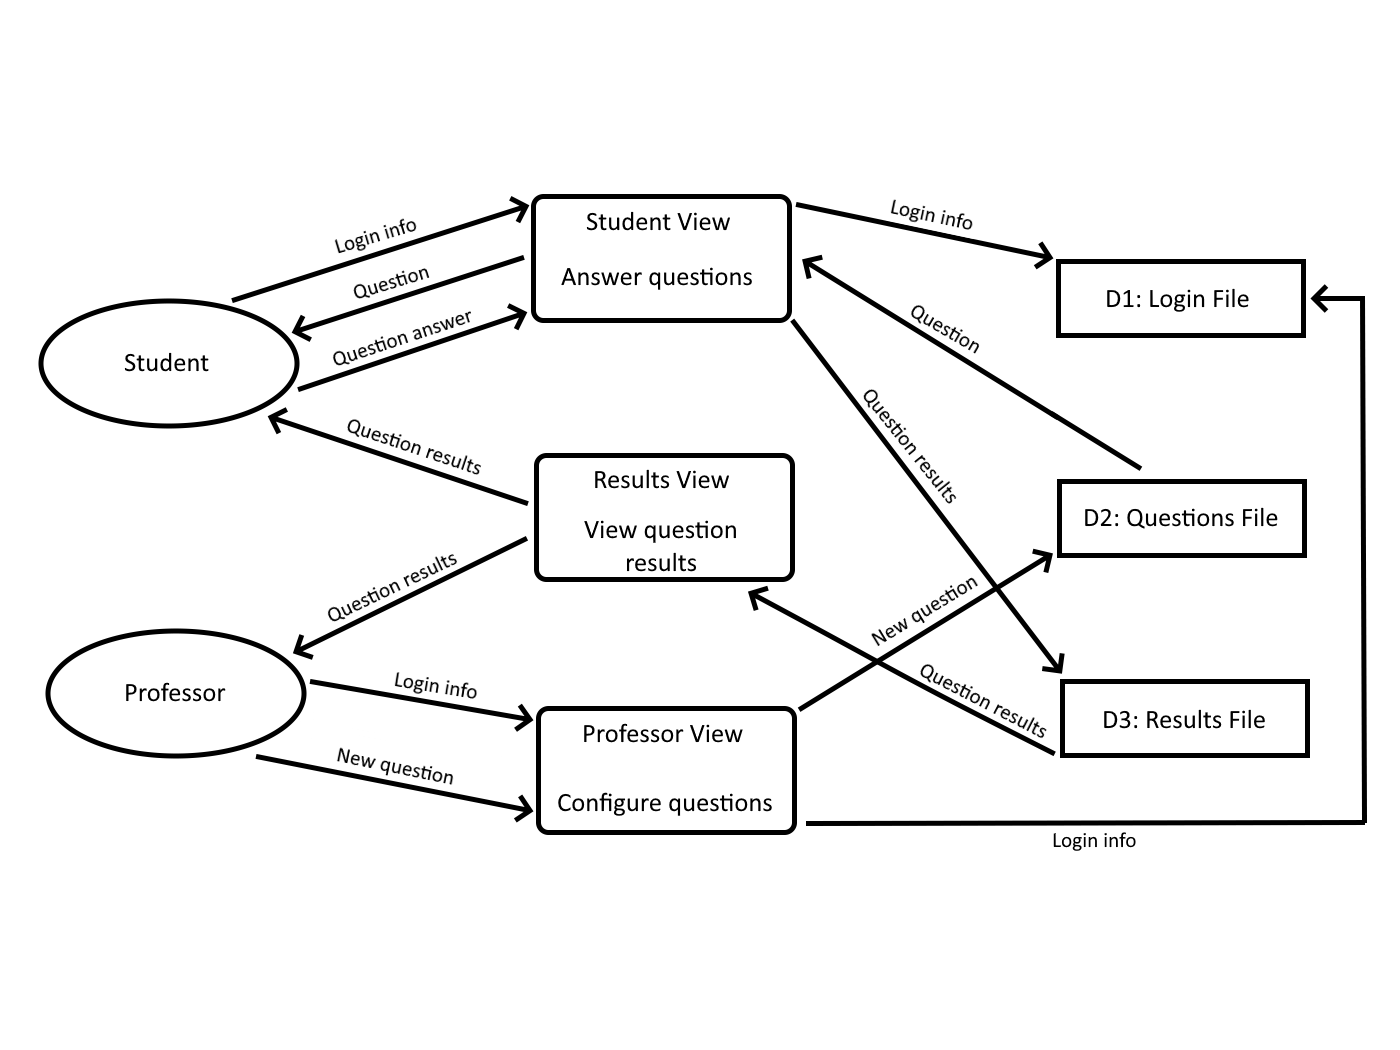 Login info
Student View
Login info
Question
Answer questions
D1: Login File
Question
Question answer
Student
Question results
Question results
Results View
View question
results
D2: Questions File
Question results
New question
Professor
Login info
Question results
D3: Results File
Professor View
New question
Configure questions
Login info